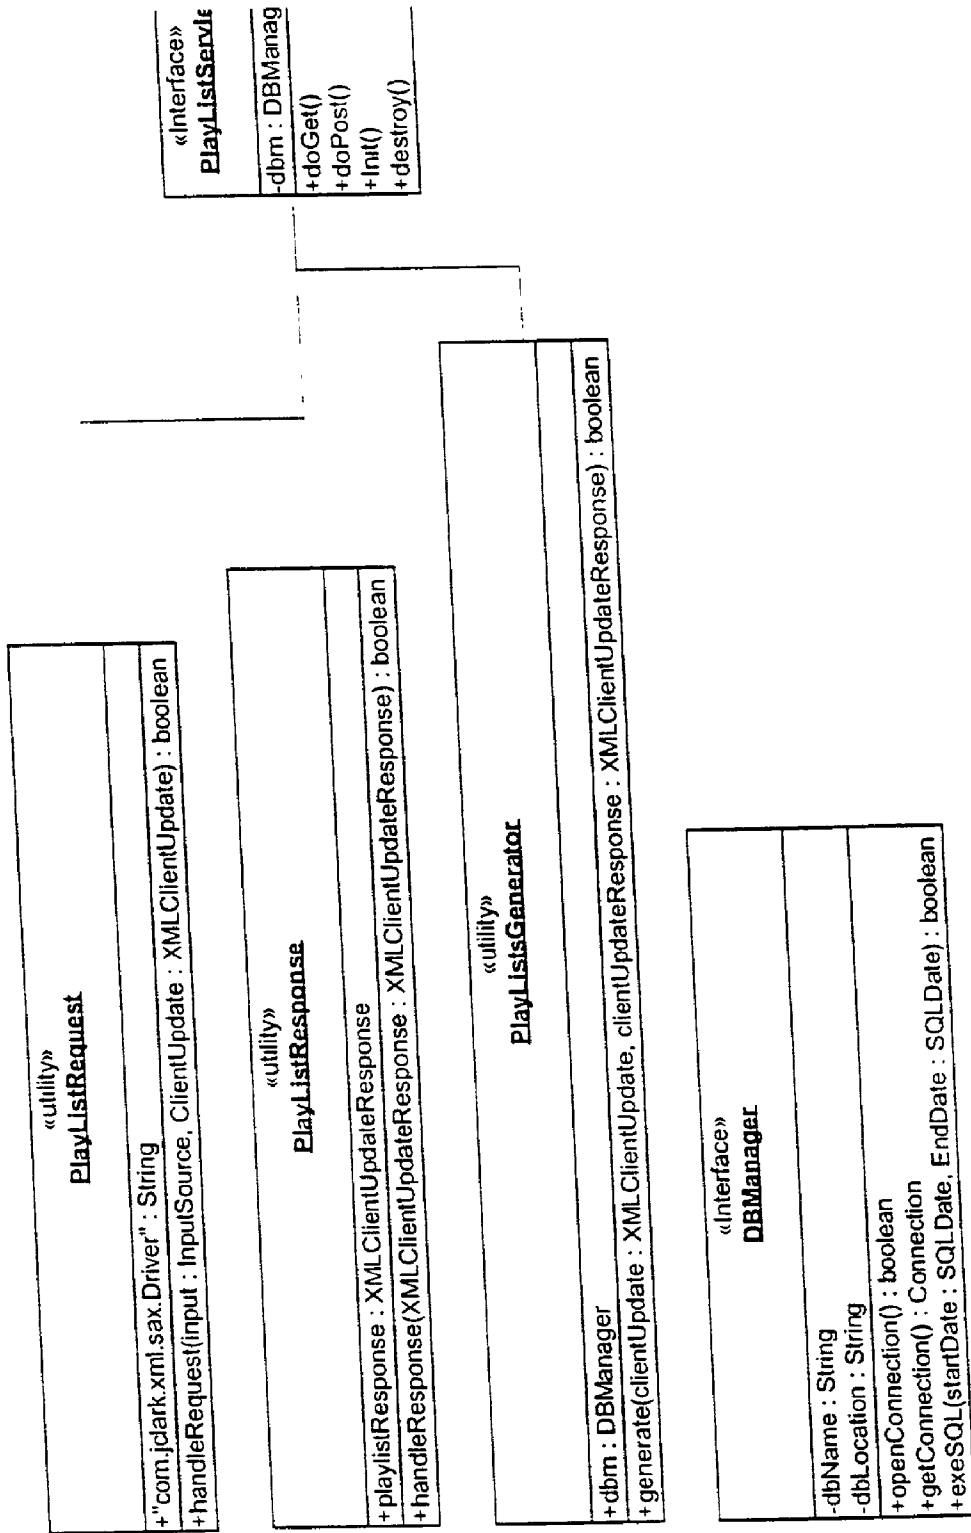 «utility»
PlayListRequest
+"com.jclark.xml.sax.Driver" : String
+handleRequest(input : InputSource, ClientUpdate : XMLClientUpdate) : boolean
«utility»
PlayListResponse
+playlistResponse : XMLClientUpdateResponse
+handleResponse(XMLClientUpdateResponse : XMLClientUpdateResponse) : boolean
«utility»
PlayListsGenerator
+dbm : DBManager
+generate(clientUpdate : XMLClientUpdate, clientUpdateResponse : XMLClientUpdateResponse) : boolean
«Interface»
DBManager
-dbName : String
-dbLocation : String
+openConnection() : boolean
+getConnection() : Connection
+exeSQL(startDate : SQLDate, EndDate : SQLDate) : boolean
«Interface»
PlayListServle
-dbm : DBManag
+doGet()
+doPost()
+Init()
+destroy()